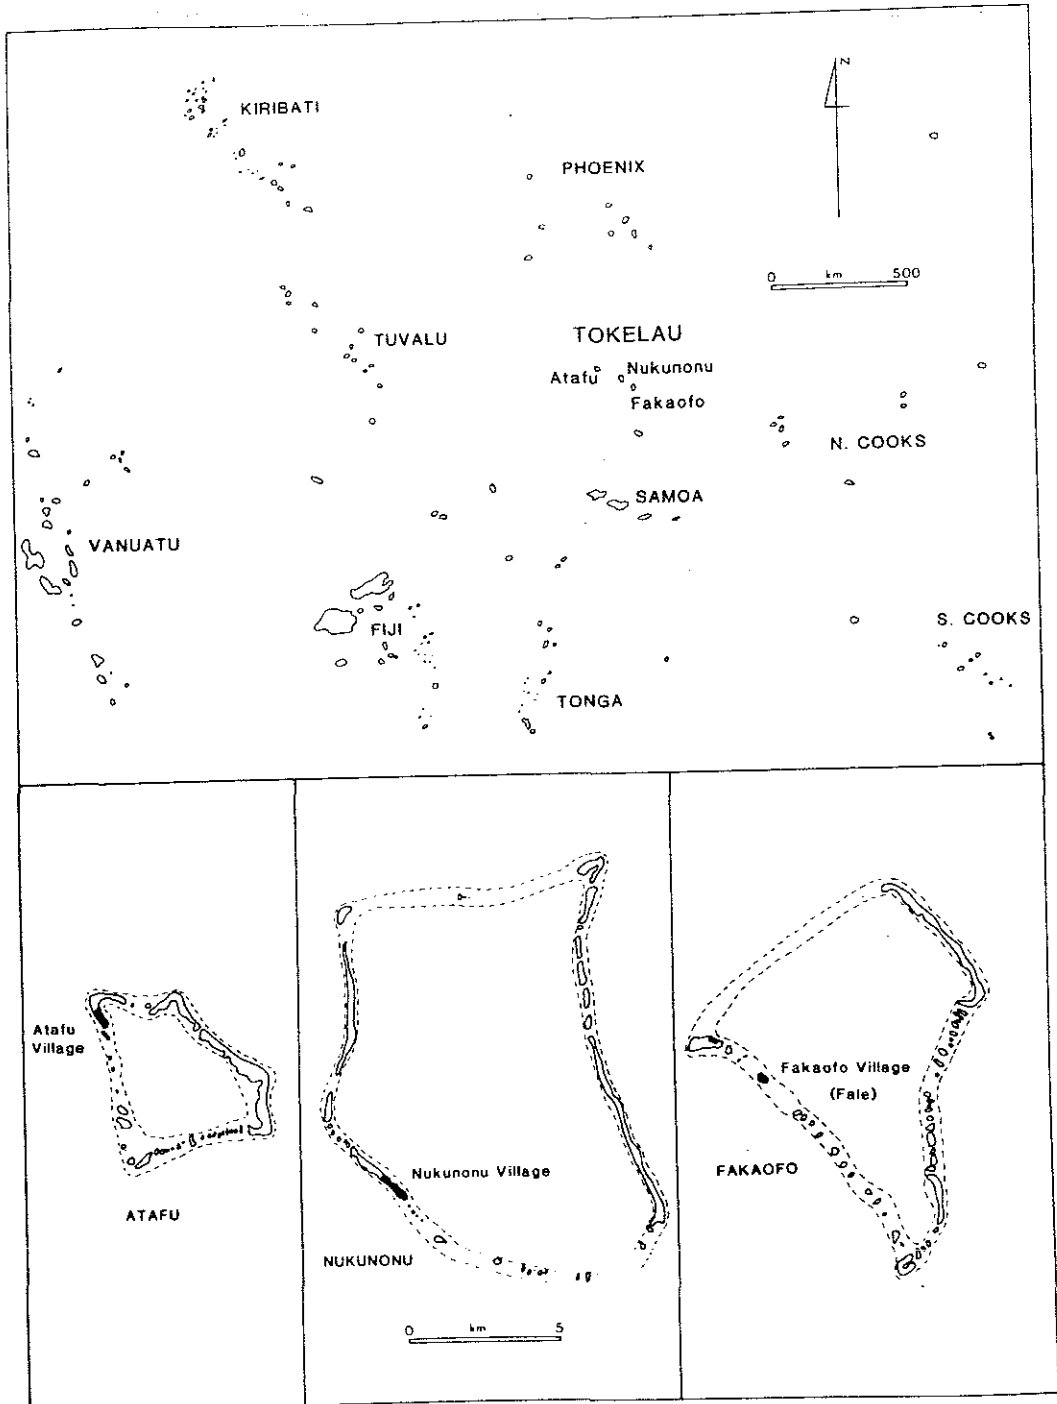 N
KIRIBATI
PHOENIX
0 km 500
TUVALU
TOKELAU
Atafu
Nukunonu
Fakaofo
N. COOKS
SAMOA
VANUATU
FIJI
S. COOKS
TONGA
Atafu
Village
ATAFU
Nukunonu Village
NUKUNONU
0 km 5
Fakaofo Village
(Fale)
FAKAOFO